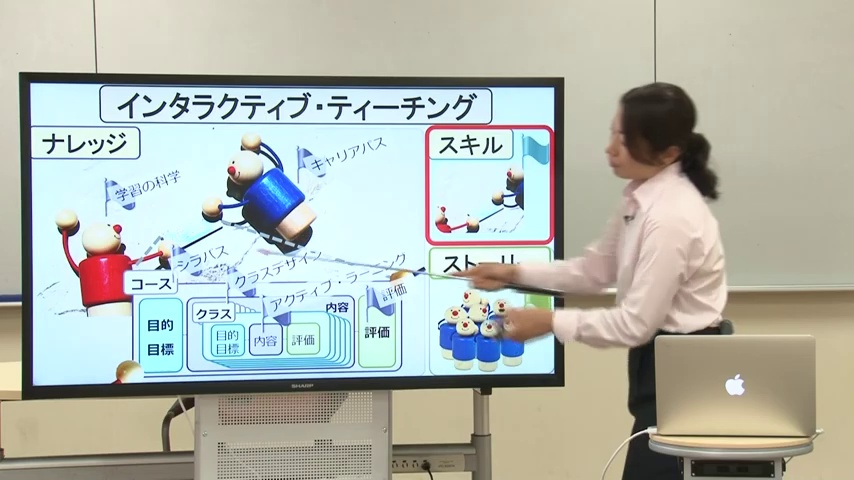 インタラクティブ・ティーチング
ナレッジ
スキル
キャリアパス
学習の科学
シラバス
クラスデザイン
アクティブ・ラーニング
評価
ストーリ
コース
目的
目標
クラス
目的
目標
内容
評価
内容
評価
SHARP